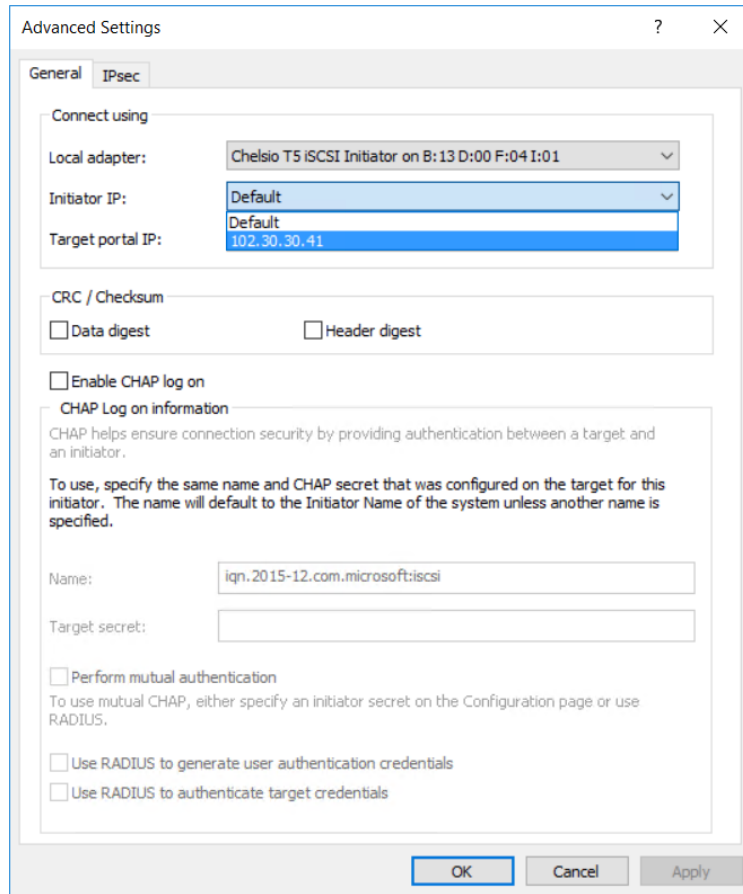 Advanced Settings
?
General
IPsec
Connect using
Local adapter:
Chelsio T5 iSCSI Initiator on B:13 D:00 F:04 I:01
Initiator IP:
Default
Default
Target portal IP:
102.30.30.41
CRC / Checksum
Data digest
Header digest
Enable CHAP log on
CHAP Log on information
CHAP helps ensure connection security by providing authentication between a target and
an initiator.
To use, specify the same name and CHAP secret that was configured on the target for this
initiator. The name will default to the Initiator Name of the system unless another name is
specified.
Name:
iqn.2015-12.com.microsoft:iscsi
Target secret:
Perform mutual authentication
To use mutual CHAP, either specify an initiator secret on the Configuration page or use
RADIUS.
Use RADIUS to generate user authentication credentials
Use RADIUS to authenticate target credentials
OK
Cancel
Apply